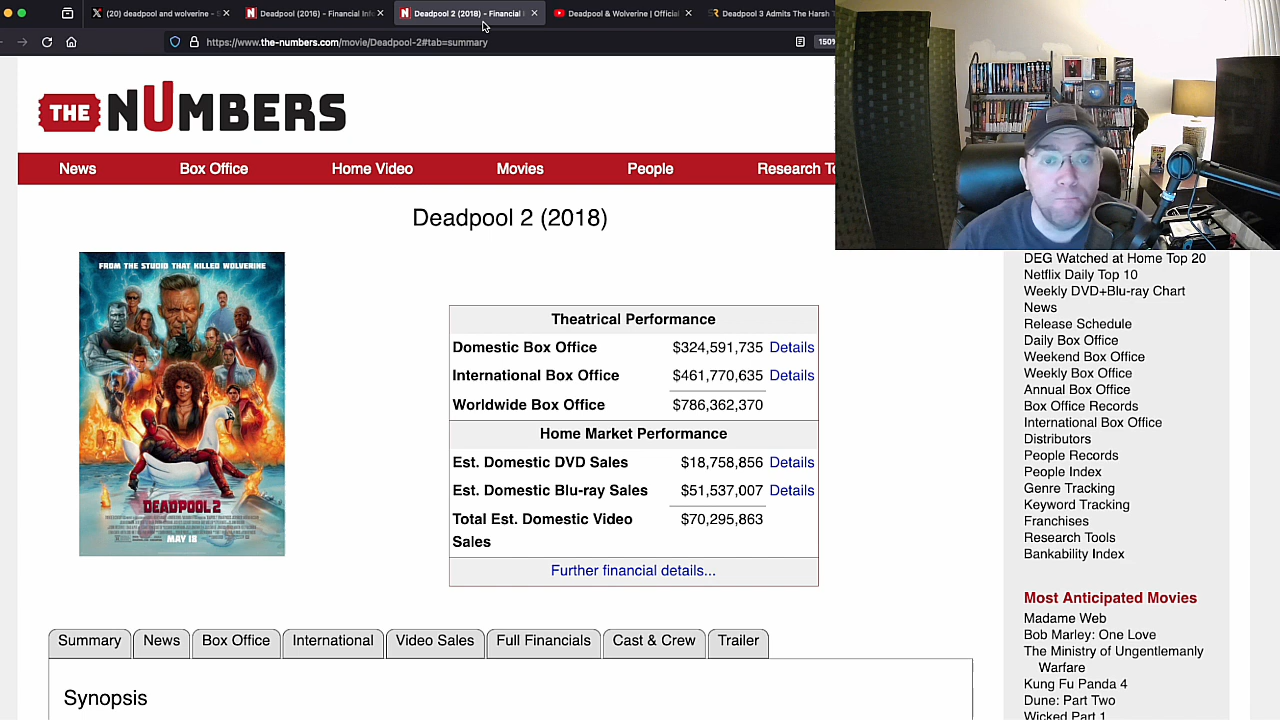 (20) deadpool and wolverine - S
Deadpool (2016) - Financial Inf
Deadpool 2 (2018) - Financial I
Deadpool & Wolverine | Official
Deadpool 3 Admits The Harsh T
https://www.the-numbers.com/movie/Deadpool-2#tab=summary
150%
THE NUMBERS
News Box Office Home Video Movies People Research To
Deadpool 2 (2018)
FROM THE STUDIO THAT KILLED WOLVERINE
DEADPOOL 2
MAY 18
Theatrical Performance
Domestic Box Office $324,591,735 Details
International Box Office $461,770,635 Details
Worldwide Box Office $786,362,370
Home Market Performance
Est. Domestic DVD Sales $18,758,856 Details
Est. Domestic Blu-ray Sales $51,537,007 Details
Total Est. Domestic Video $70,295,863
Sales
Further financial details...
DEG Watched at Home Top 20
Netflix Daily Top 10
Weekly DVD+Blu-ray Chart
News
Release Schedule
Daily Box Office
Weekend Box Office
Weekly Box Office
Annual Box Office
Box Office Records
International Box Office
Distributors
People Records
People Index
Genre Tracking
Keyword Tracking
Franchises
Research Tools
Bankability Index
Most Anticipated Movies
Madame Web
Bob Marley: One Love
The Ministry of Ungentlemanly
Warfare
Kung Fu Panda 4
Dune: Part Two
Wicked Part 1
Summary News Box Office International Video Sales Full Financials Cast & Crew Trailer
Synopsis